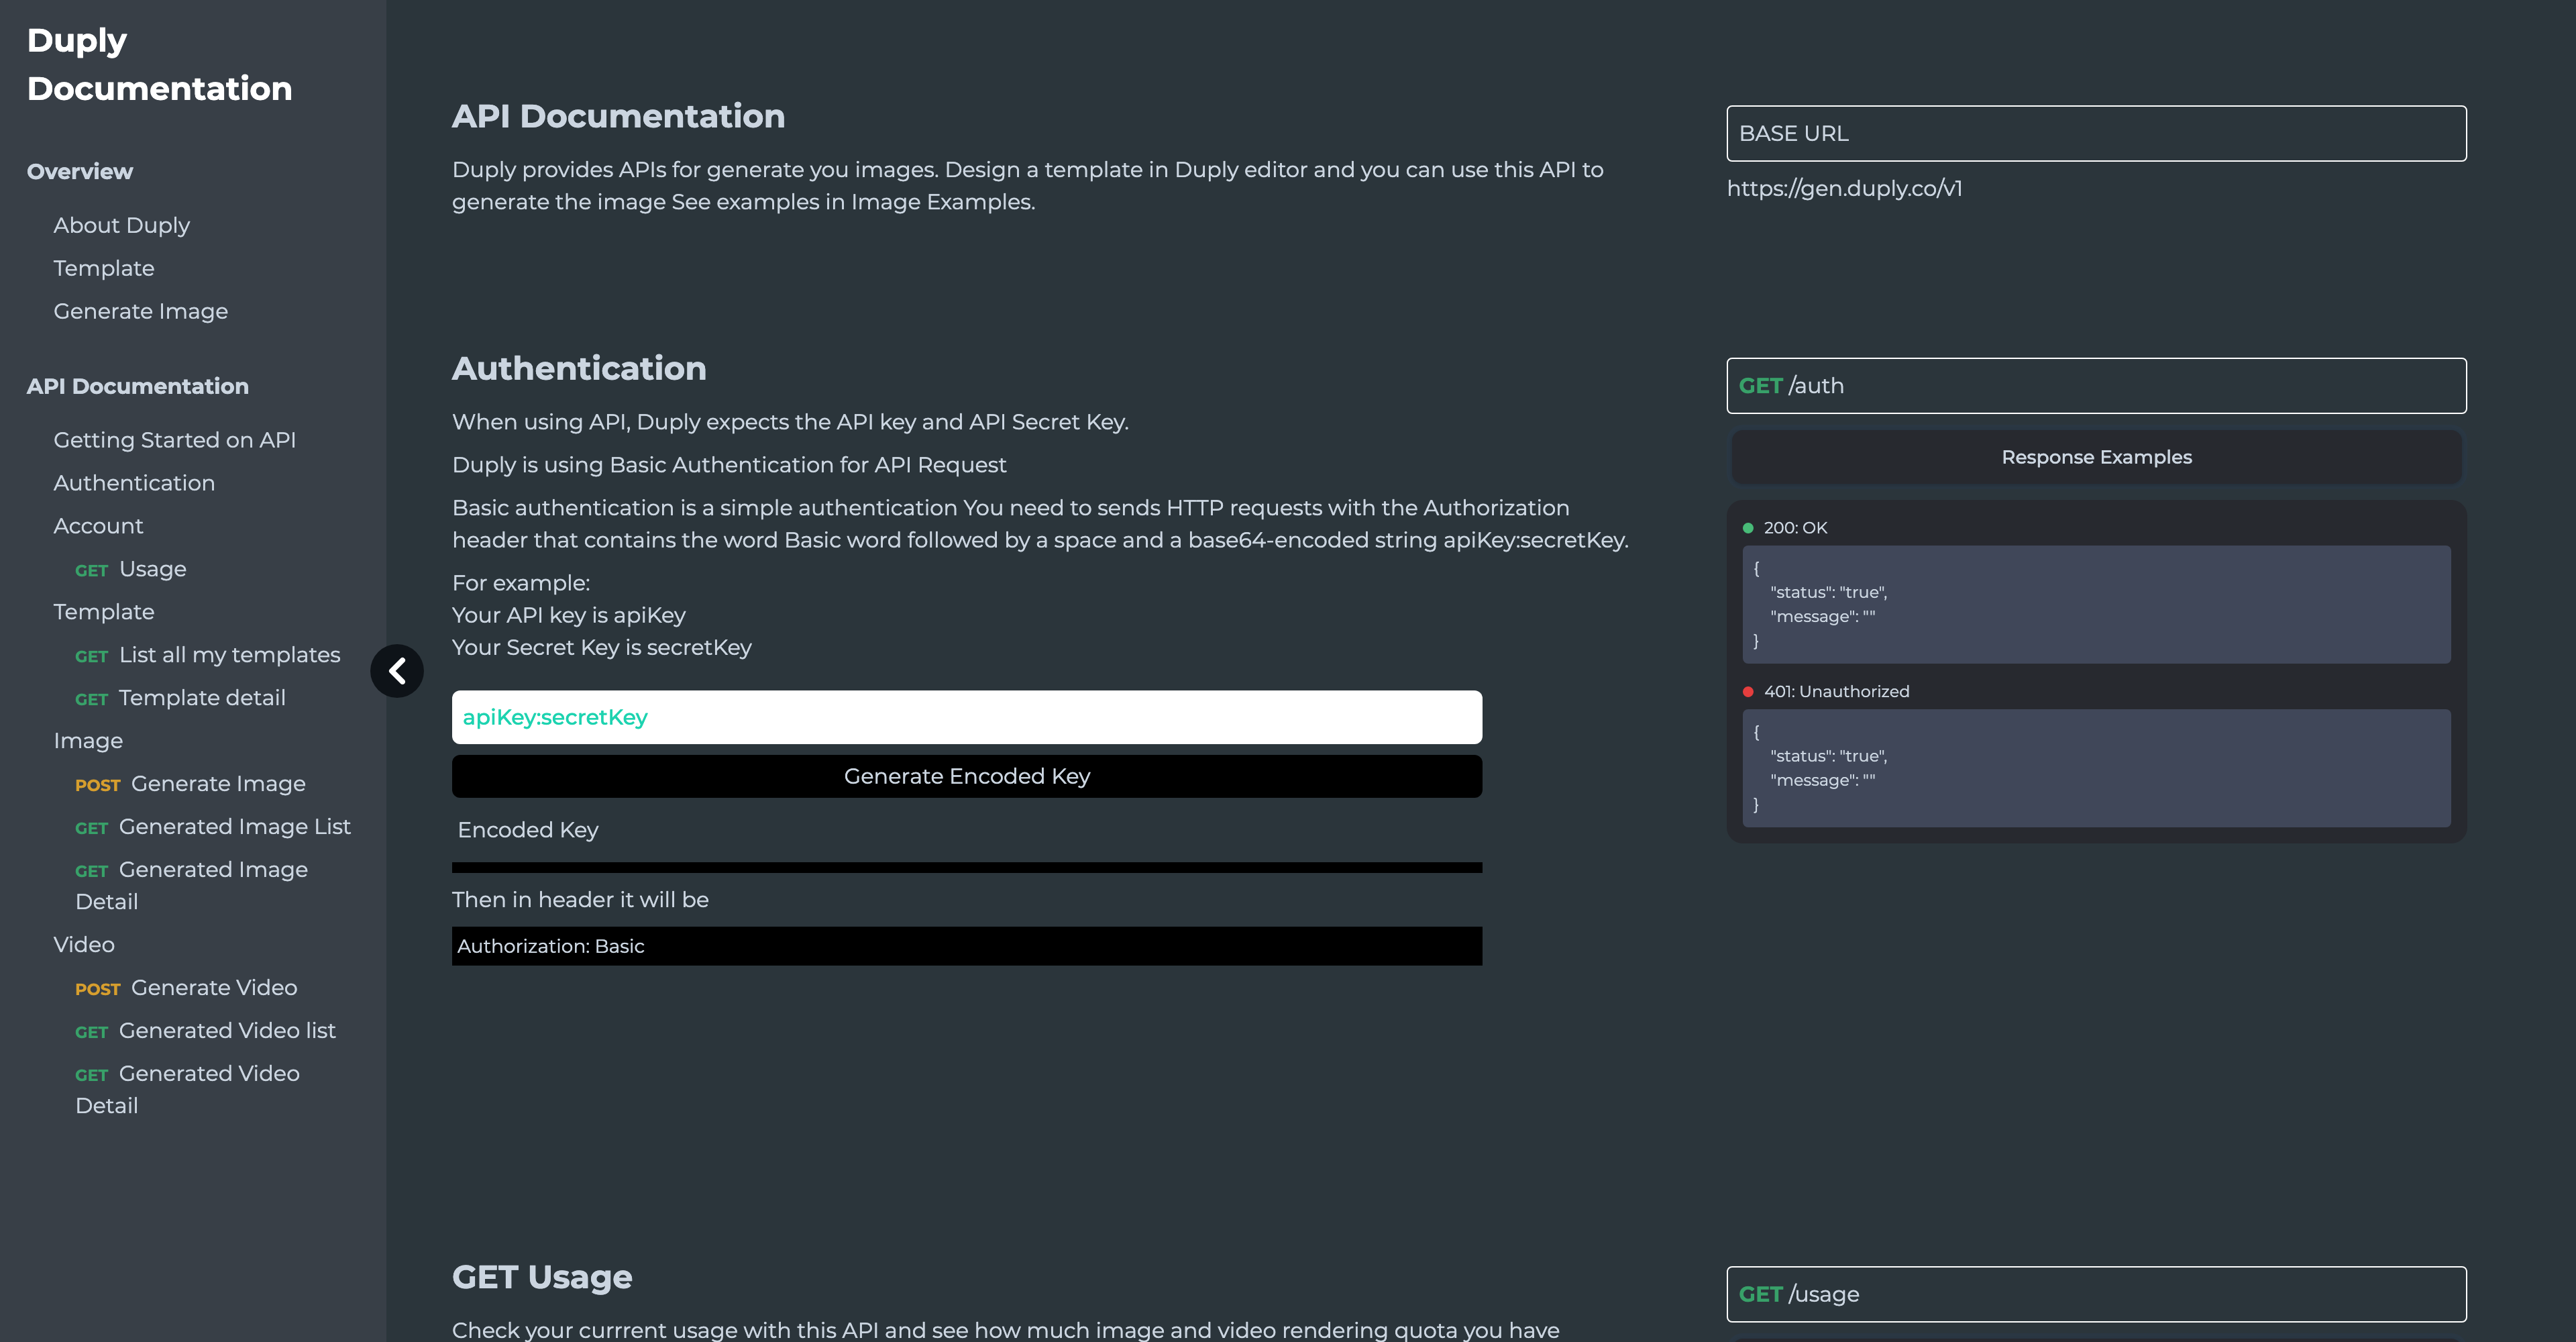 Duply
Documentation
Overview
About Duply
Template
Generate Image
API Documentation
Getting Started on API
Authentication
Account
GET Usage
Template
GET List all my templates
GET Template detail
Image
POST Generate Image
GET Generated Image List
GET Generated Image
Detail
Video
POST Generate Video
GET Generated Video list
GET Generated Video
Detail
API Documentation
Duply provides APIs for generate you images. Design a template in Duply editor and you can use this API to
generate the image See examples in Image Examples.
BASE URL
https://gen.duply.co/v1
Authentication
When using API, Duply expects the API key and API Secret Key.
Duply is using Basic Authentication for API Request
Basic authentication is a simple authentication You need to sends HTTP requests with the Authorization
header that contains the word Basic word followed by a space and a base64-encoded string apiKey:secretKey.
For example:
Your API key is apiKey
Your Secret Key is secretKey
apiKey:secretKey
Generate Encoded Key
Encoded Key
Then in header it will be
Authorization: Basic
GET /auth
Response Examples
200: OK
{
"status": "true",
"message": ""
}
401: Unauthorized
{
"status": "true",
"message": ""
}
GET Usage
Check your currrent usage with this API and see how much image and video rendering quota you have
GET /usage